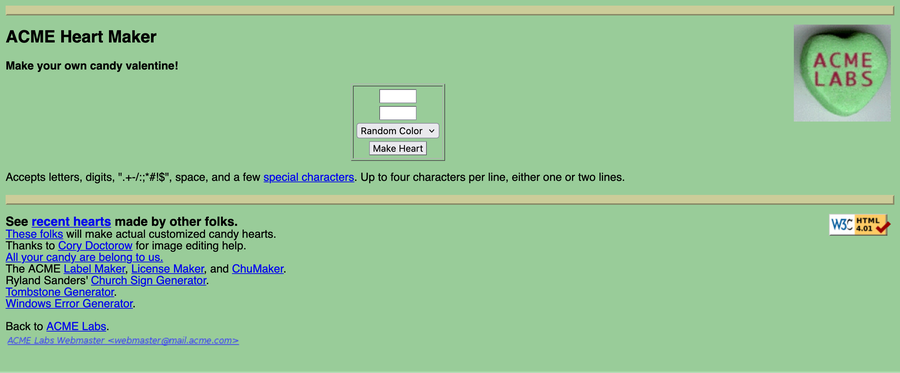 ACME Heart Maker
ACME
LABS
Make your own candy valentine!
Random Color
Make Heart
Accepts letters, digits, ".+-/:;*#!$", space, and a few special characters. Up to four characters per line, either one or two lines.
See recent hearts made by other folks.
W3C HTML 4.01
These folks will make actual customized candy hearts.
Thanks to Cory Doctorow for image editing help.
All your candy are belong to us.
The ACME Label Maker, License Maker, and ChuMaker.
Ryland Sanders' Church Sign Generator.
Tombstone Generator.
Windows Error Generator.
Back to ACME Labs.
ACME Labs Webmaster <webmaster@mail.acme.com>